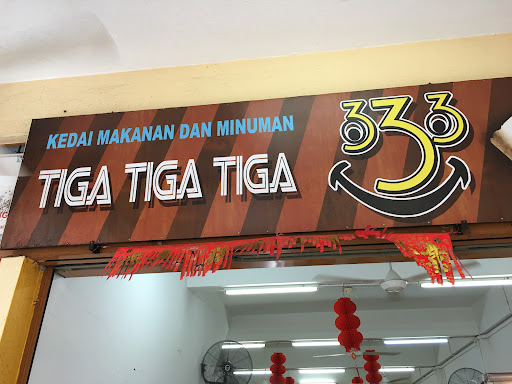 KEDAI MAKANAN DAN MINUMAN
TIGA TIGA TIGA
333